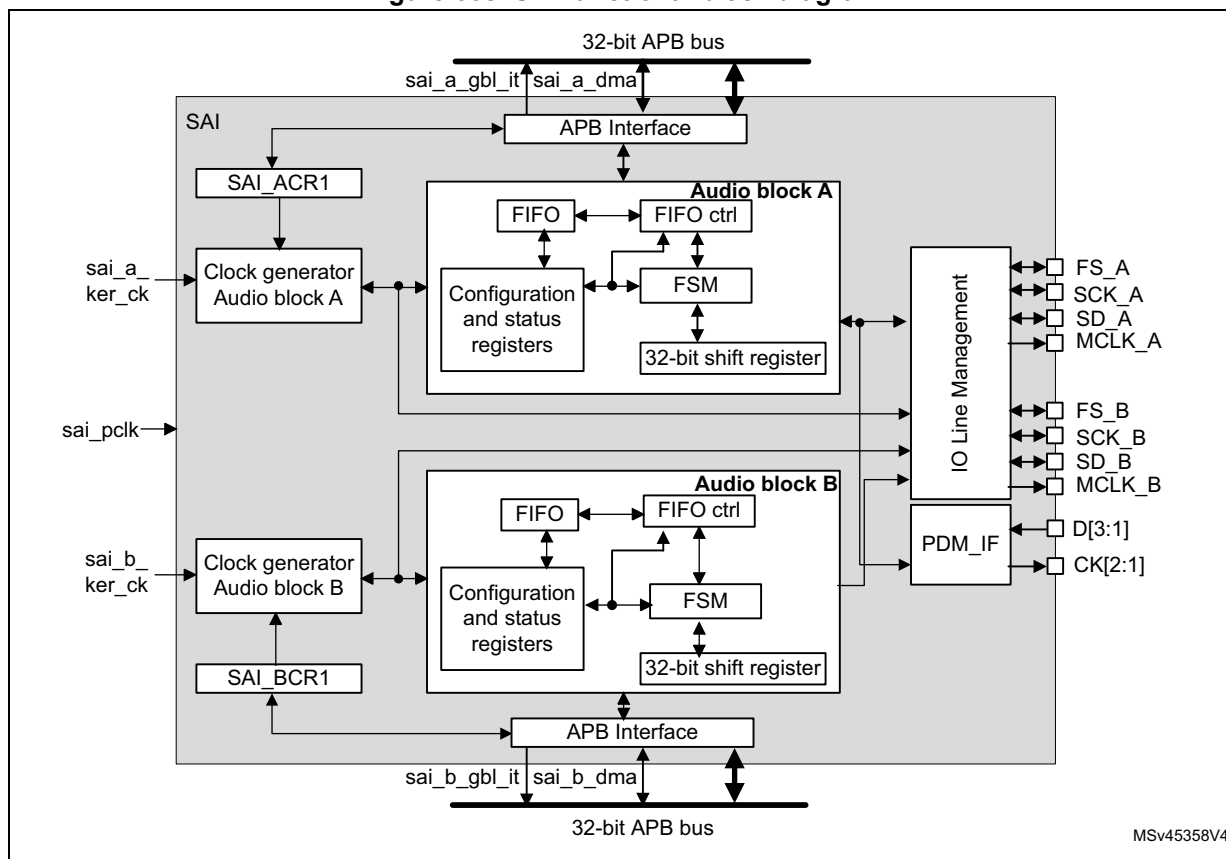 32-bit APB bus
sai_a_gbl_it sai_a_dma
SAI
APB Interface
SAI_ACR1
Audio block A
FIFO
FIFO ctrl
sai_a_
ker_ck
Clock generator
Audio block A
Configuration
and status
registers
FSM
32-bit shift register
IO Line Management
FS_A
SCK_A
SD_A
MCLK_A
sai_pclk
FS_B
SCK_B
SD_B
MCLK_B
Audio block B
FIFO
FIFO ctrl
sai_b_
ker_ck
Clock generator
Audio block B
Configuration
and status
registers
FSM
32-bit shift register
PDM_IF
D[3:1]
CK[2:1]
SAI_BCR1
APB Interface
sai_b_gbl_it sai_b_dma
32-bit APB bus
MSv45358V4